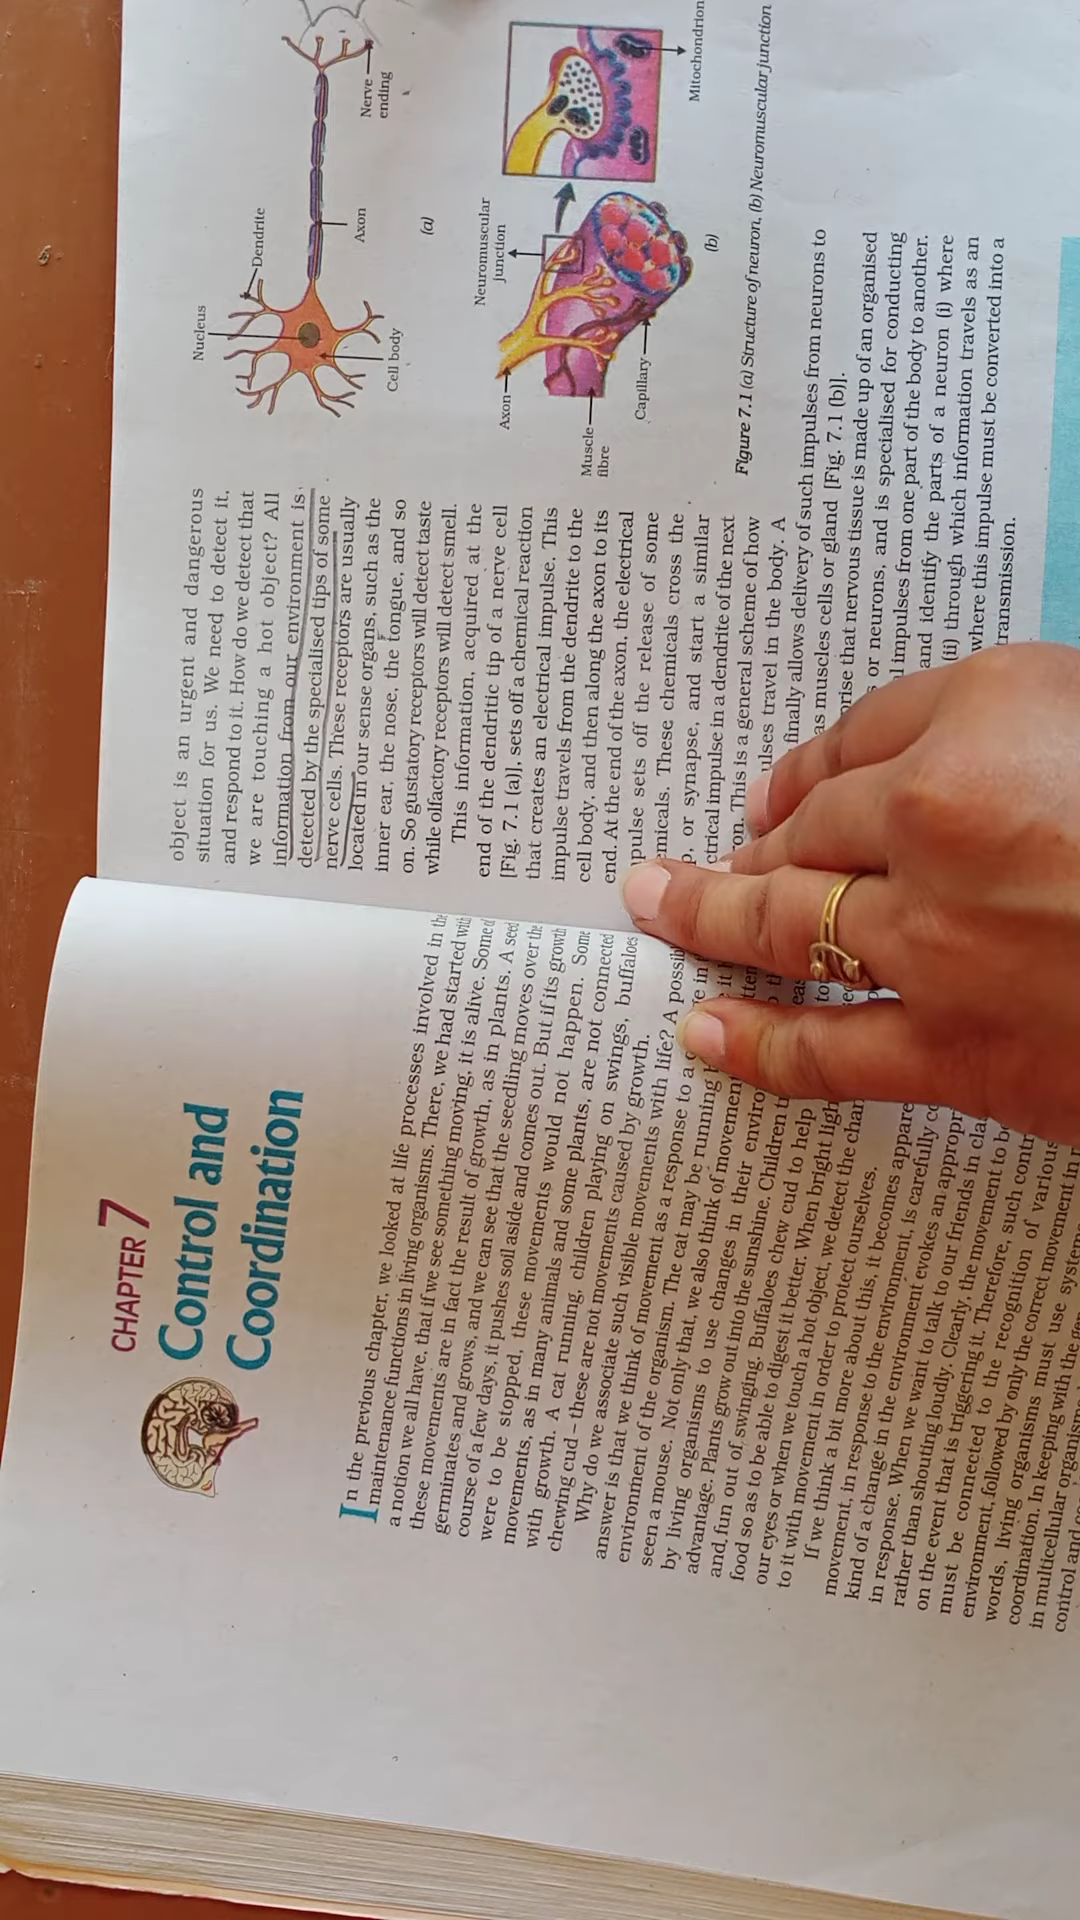 CHAPTER 7
Control and
Coordination
In the previous chapter, we looked at life processes involved in the
maintenance functions in living organisms. There, we had started with
a notion we all have, that if we see something moving, it is alive. Some of
these movements are in fact the result of growth, as in plants. A seed
germinates and grows, and we can see that the seedling moves over the
course of a few days, it pushes soil aside and comes out. But if its growth
were to be stopped, these movements would not happen. Some
movements, as in many animals and some plants, are not connected
with growth. A cat running, children playing on swings, buffaloes
chewing cud – these are not movements caused by growth.
Why do we associate such visible movements with life? A possible
answer is that we think of movement as a response to a
environment of the organism. The cat may be running
seen a mouse. Not only that, we also think of movement
by living organisms to use changes in their
advantage. Plants grow out into the sunshine. Children
and, fun out of swinging. Buffaloes chew cud to help
food so as to be able to digest it better. When bright
our eyes or when we touch a hot object, we detect the
to it with movement in order to protect ourselves.
If we think a bit more about this, it becomes
movement, in response to the environment, is carefully
kind of a change in the environment evokes an
in response. When we want to talk to our friends in
rather than shouting loudly. Clearly, the movement to
on the event that is triggering it. Therefore, such
must be connected to the recognition of various
environment, followed by only the correct movement in
words, living organisms must use
coordination. In keeping with the
in multicellular
control and
object is an urgent and dangerous
situation for us. We need to detect it,
and respond to it. How do we detect that
we are touching a hot object? All
information from our environment is
detected by the specialised tips of some
nerve cells. These receptors are usually
located in our sense organs, such as the
inner ear, the nose, the tongue, and so
on. So gustatory receptors will detect taste
while olfactory receptors will detect smell.
This information, acquired at the
end of the dendritic tip of a nerve cell
[Fig. 7.1 (a)], sets off a chemical reaction
that creates an electrical impulse. This
impulse travels from the dendrite to the
cell body, and then along the axon to its
end. At the end of the axon, the electrical
sets off the release of some
These chemicals cross the
or synapse, and start a similar
impulse in a dendrite of the next
This is a general scheme of how
travel in the body. A
finally allows delivery of such impulses from neurons to
as muscles cells or gland [Fig. 7.1 (b)].
that nervous tissue is made up of an organised
or neurons, and is specialised for conducting
impulses from one part of the body to another.
and identify the parts of a neuron (i) where
(ii) through which information travels as an
where this impulse must be converted into a
transmission.
Nucleus
Dendrite
Nerve
ending
Axon
Cell body
(a)
Neuromuscular
junction
Axon
Mitochondrion
Muscle
fibre
Capillary
(b)
Figure 7.1 (a) Structure of neuron, (b) Neuromuscular junction